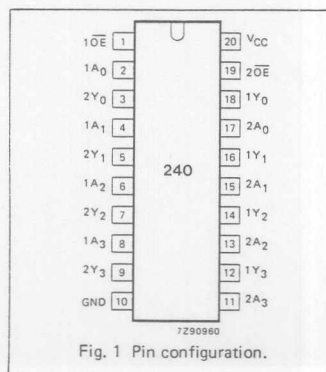 1O̅E̅ 1 20 VCC
1A0 2 19 2O̅E̅
2Y0 3 18 1Y0
1A1 4 17 2A0
2Y1 5 16 1Y1
1A2 6 240 15 2A1
2Y2 7 14 1Y2
1A3 8 13 2A2
2Y3 9 12 1Y3
GND 10 11 2A3
7Z90960
Fig. 1 Pin configuration.